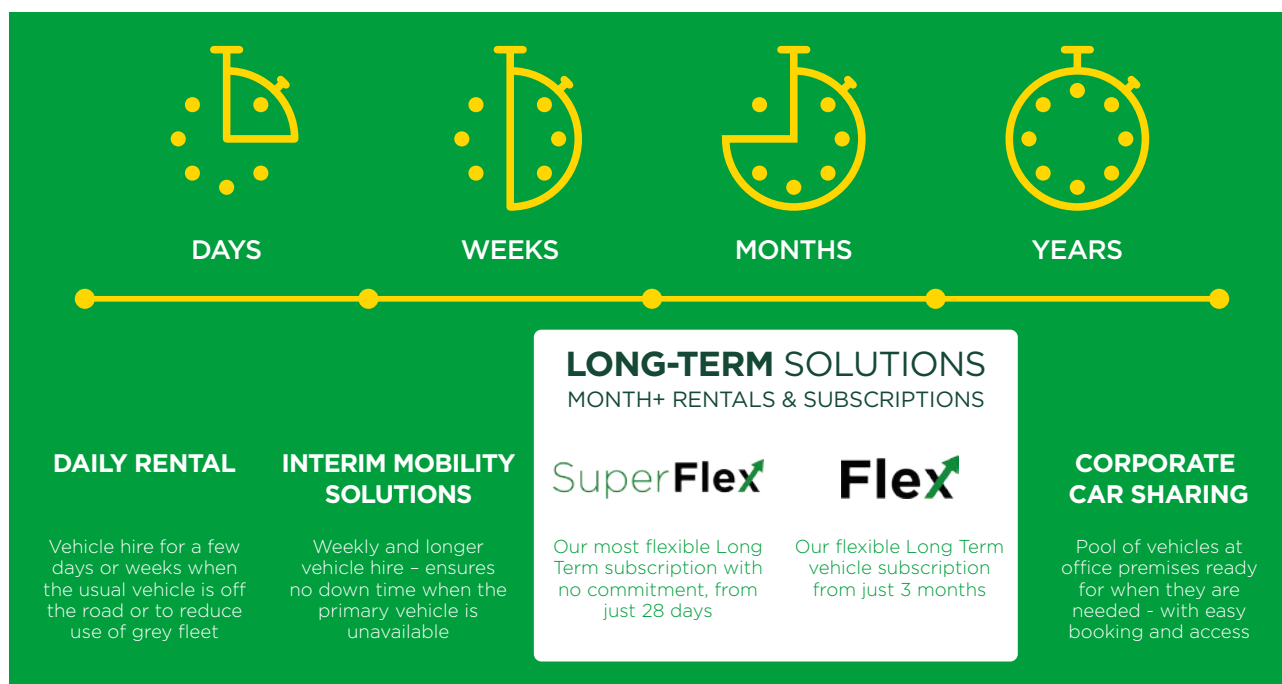 DAYS
WEEKS
MONTHS
YEARS
DAILY RENTAL
Vehicle hire for a few
days or weeks when
the usual vehicle is off
the road or to reduce
use of grey fleet
INTERIM MOBILITY
SOLUTIONS
Weekly and longer
vehicle hire – ensures
no down time when the
primary vehicle is
unavailable
LONG-TERM SOLUTIONS
MONTH+ RENTALS & SUBSCRIPTIONS
SuperFlex
Our most flexible Long
Term subscription with
no commitment, from
just 28 days
Flex
Our flexible Long Term
vehicle subscription
from just 3 months
CORPORATE
CAR SHARING
Pool of vehicles at
office premises ready
for when they are
needed - with easy
booking and access